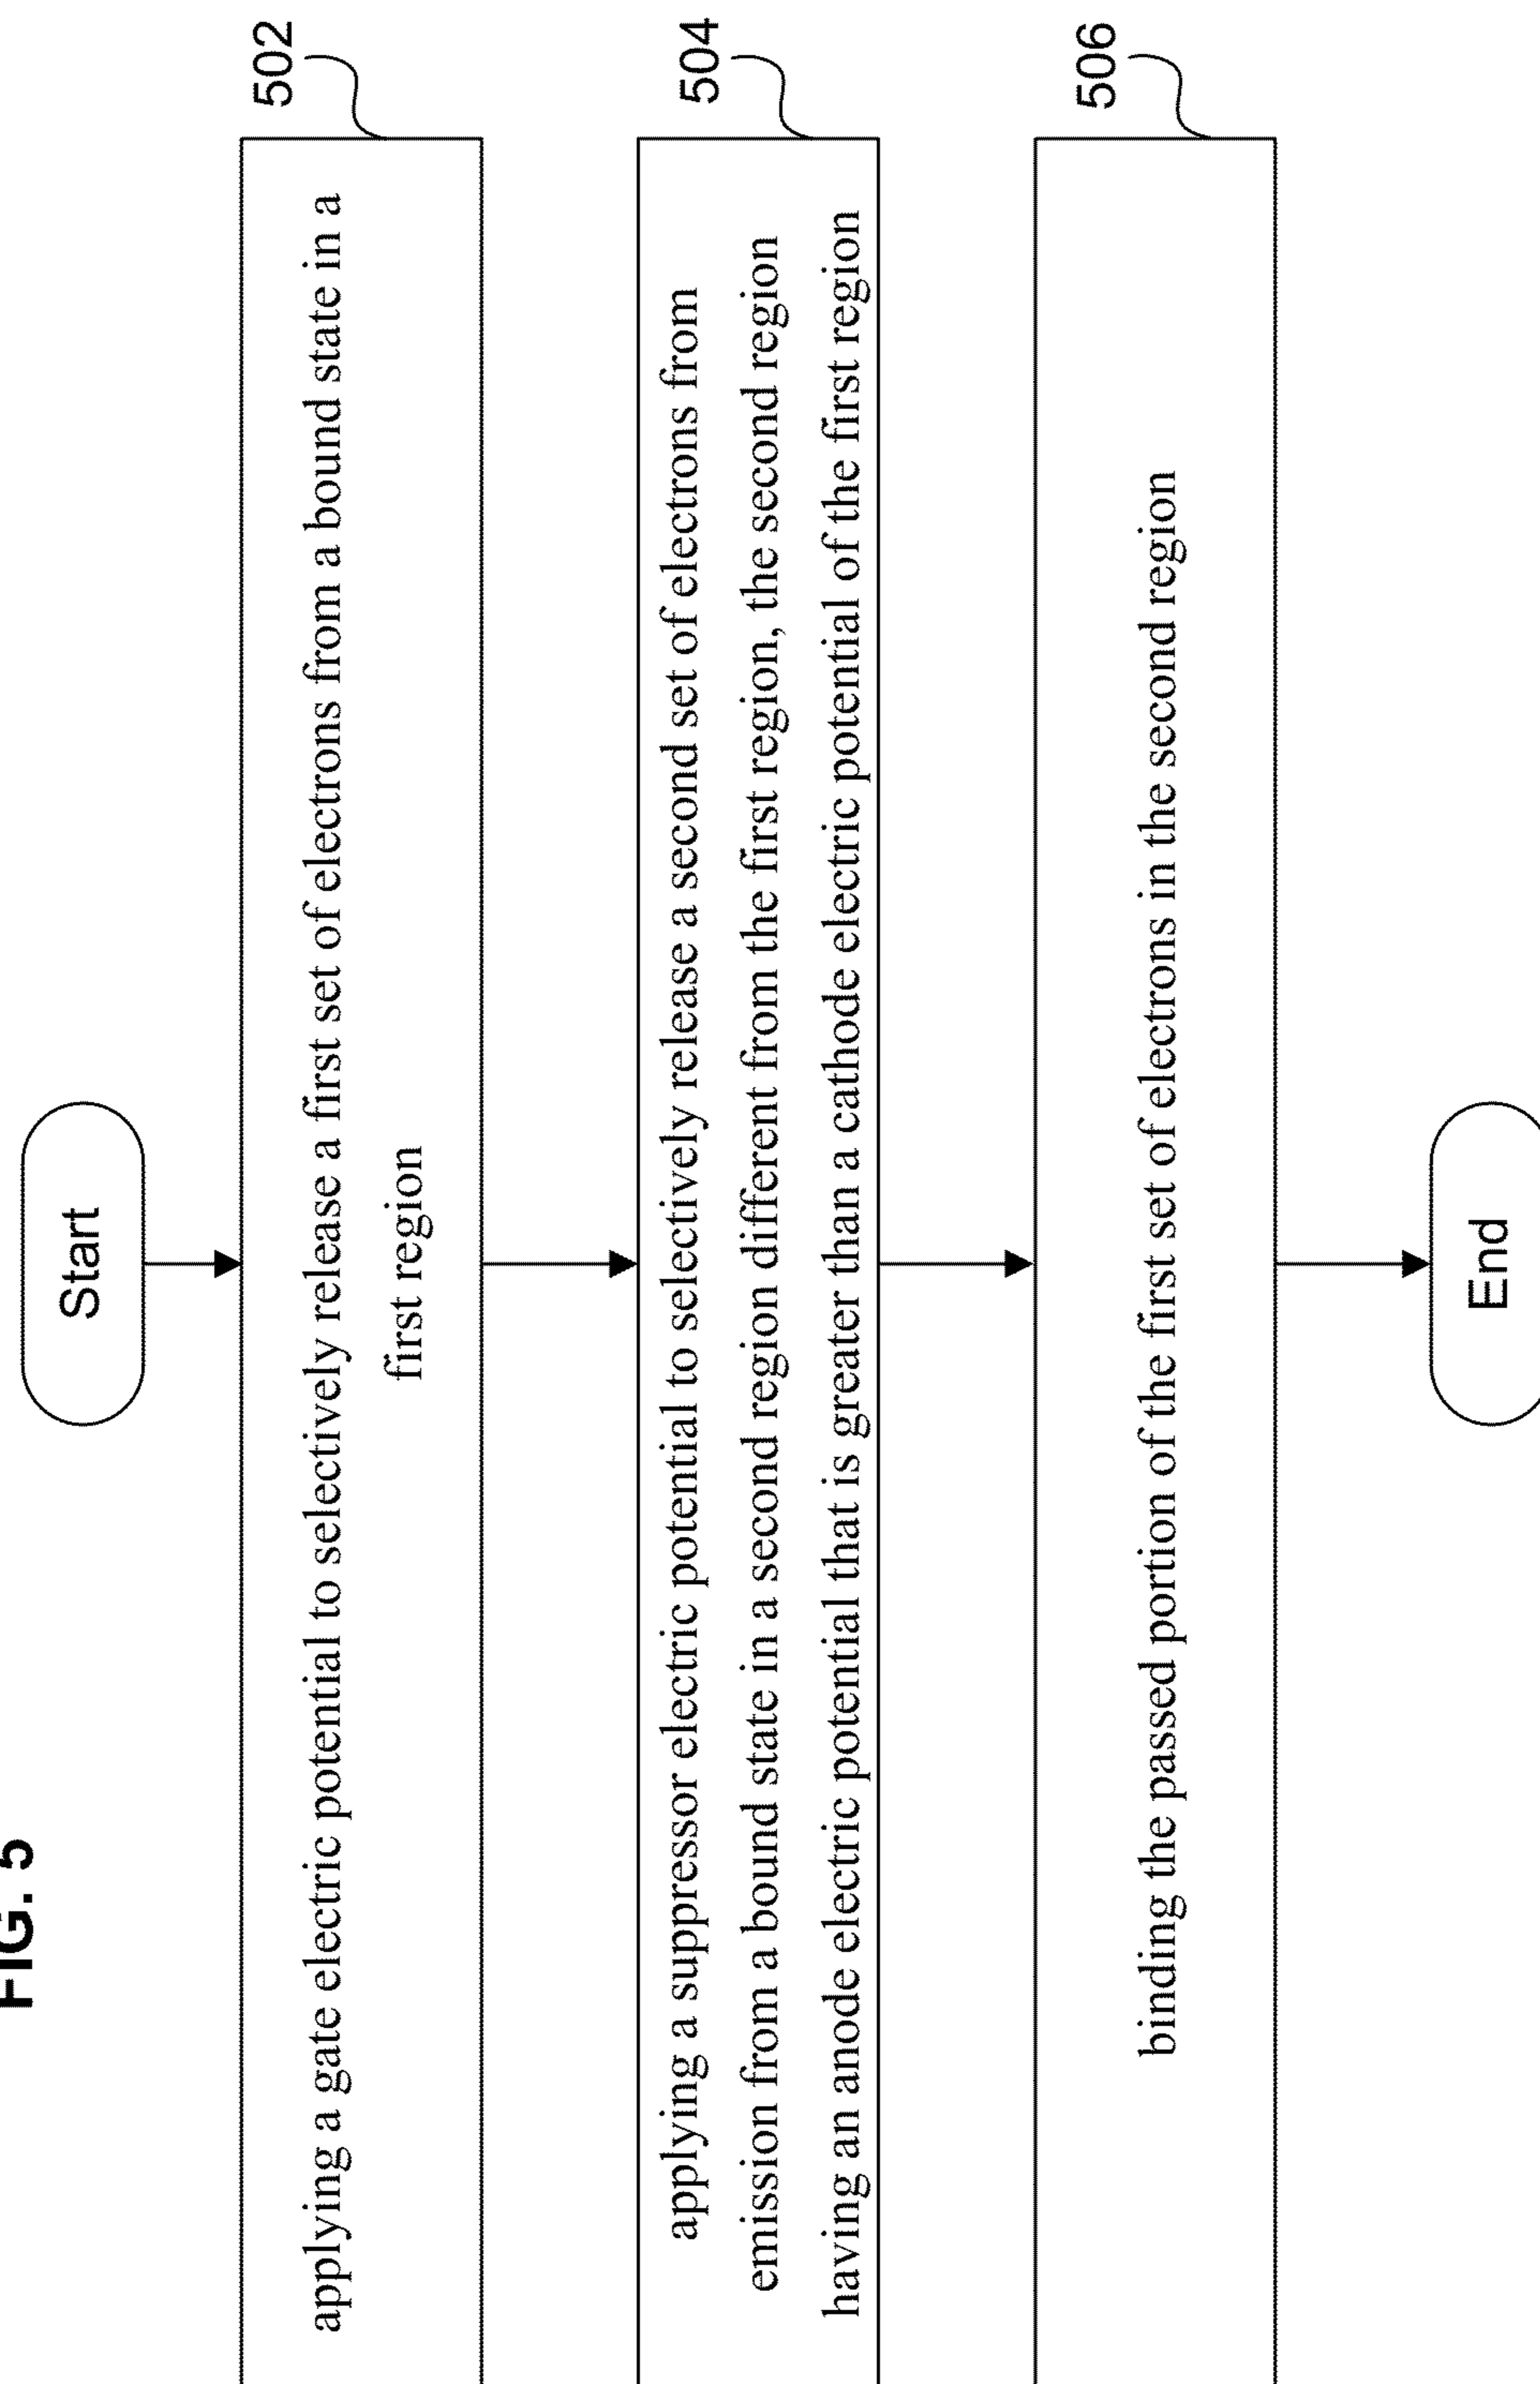 FIG. 5
Start
502
applying a gate electric potential to selectively release a first set of electrons from a bound state in a
first region
504
applying a suppressor electric potential to selectively release a second set of electrons from
emission from a bound state in a second region different from the first region, the second region
having an anode electric potential that is greater than a cathode electric potential of the first region
506
binding the passed portion of the first set of electrons in the second region
End